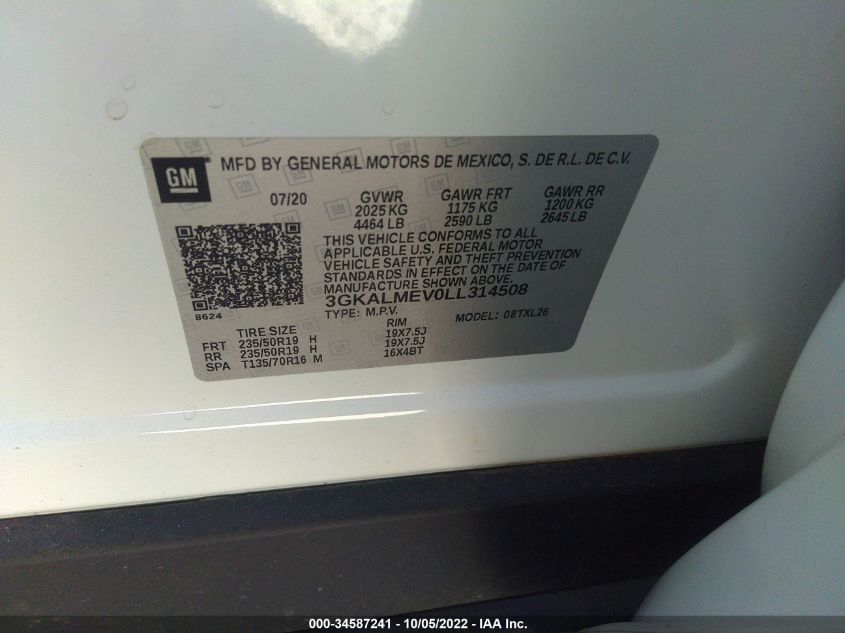 GM MFD BY GENERAL MOTORS DE MEXICO, S. DE R.L. DE C.V.
07/20 GVWR GAWR FRT GAWR RR
2025 KG 1175 KG 1200 KG
4464 LB 2590 LB 2645 LB
THIS VEHICLE CONFORMS TO ALL
APPLICABLE U.S. FEDERAL MOTOR
VEHICLE SAFETY AND THEFT PREVENTION
STANDARDS IN EFFECT ON THE DATE OF
MANUFACTURE SHOWN ABOVE.
8624 3GKALMEV0LL314508
TYPE: M.P.V. MODEL: 08TXL26
TIRE SIZE RIM
FRT 235/50R19 H 19X7.5J
RR 235/50R19 H 19X7.5J
SPA T135/70R16 M 16X4BT
000-34587241 - 10/05/2022 - IAA Inc.